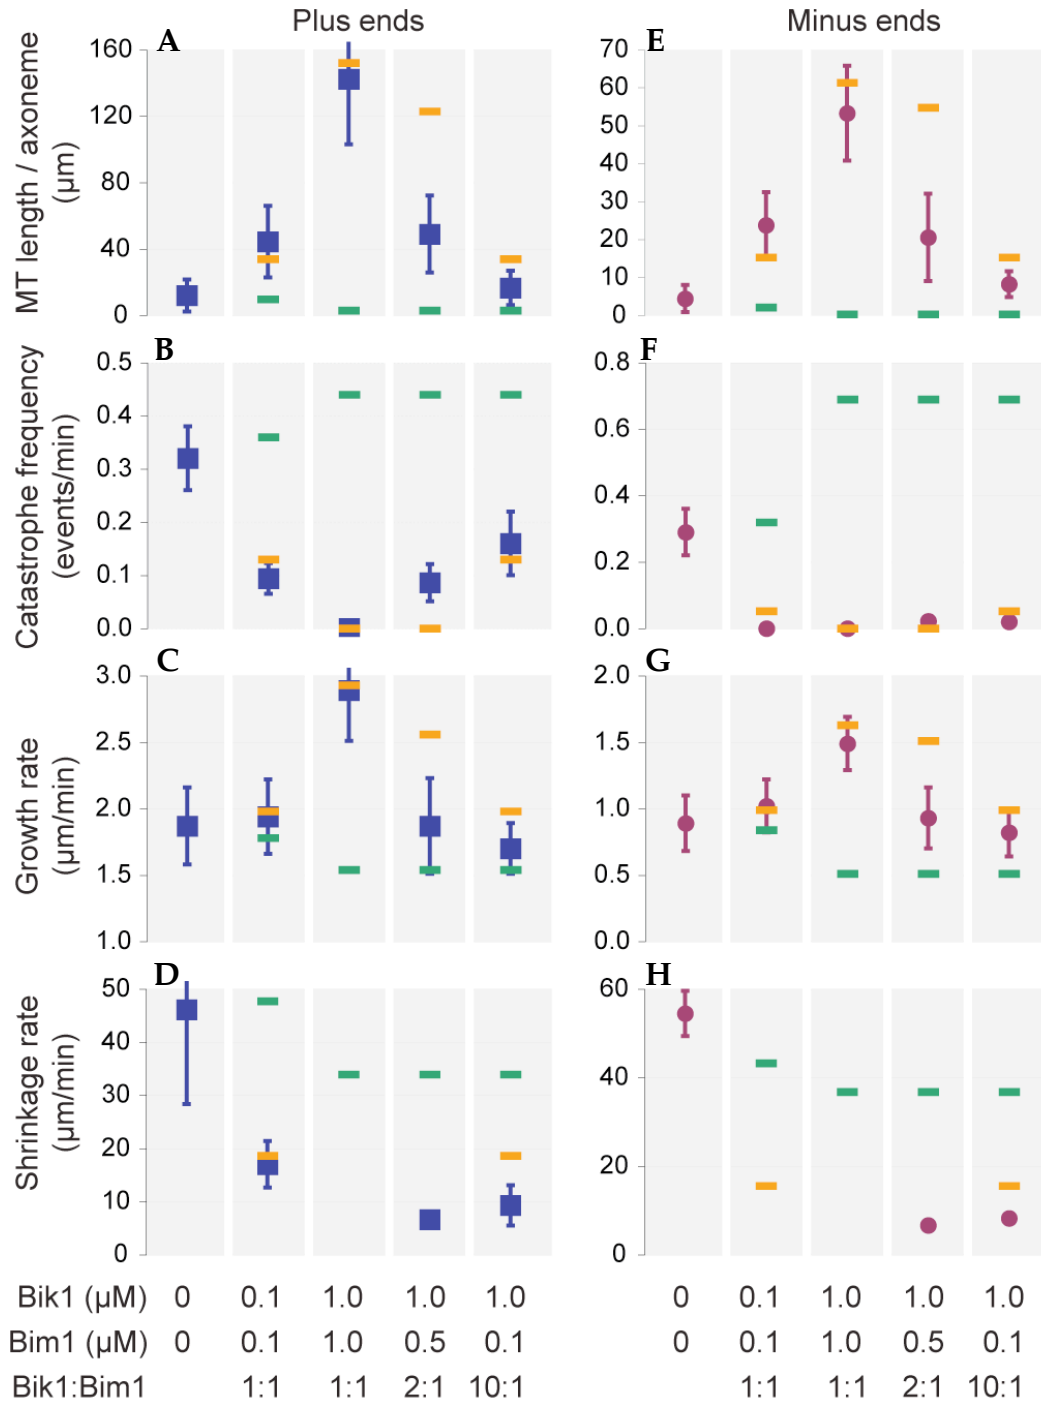 Plus ends
Minus ends
A
E
MT length / axoneme
(µm)
160
120
80
40
0
70
60
50
40
30
20
10
0
B
F
Catastrophe frequency
(events/min)
0.5
0.4
0.3
0.2
0.1
0.0
0.8
0.6
0.4
0.2
0.0
C
G
Growth rate
(µm/min)
3.0
2.5
2.0
1.5
1.0
2.0
1.5
1.0
0.5
0.0
D
H
Shrinkage rate
(µm/min)
50
40
30
20
10
0
60
40
20
0
Bik1 (µM) 0 0.1 1.0 1.0 1.0 0 0.1 1.0 1.0 1.0
Bim1 (µM) 0 0.1 1.0 0.5 0.1 0 0.1 1.0 0.5 0.1
Bik1:Bim1 1:1 1:1 2:1 10:1 1:1 1:1 2:1 10:1